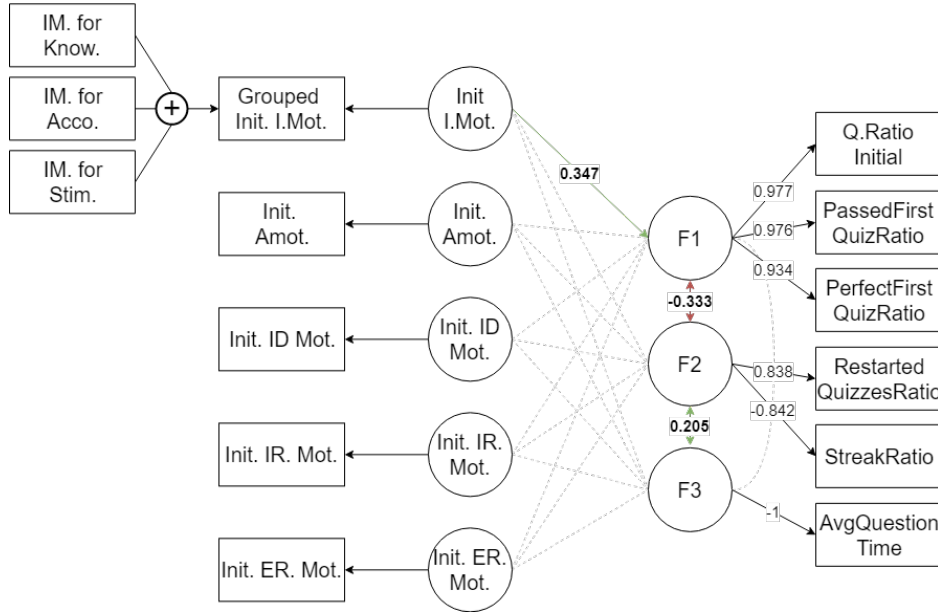 IM. for
Know.
IM. for
Acco.
IM. for
Stim.
+
Grouped
Init. I.Mot.
Init.
Amot.
Init. ID Mot.
Init. IR. Mot.
Init. ER. Mot.
Init
I.Mot.
Init.
Amot.
Init. ID
Mot.
Init. IR.
Mot.
Init. ER.
Mot.
0.347
F1
-0.333
F2
0.205
F3
0.977
0.976
0.934
0.838
-0.842
-1
Q.Ratio
Initial
PassedFirst
QuizRatio
PerfectFirst
QuizRatio
Restarted
QuizzesRatio
StreakRatio
AvgQuestion
Time